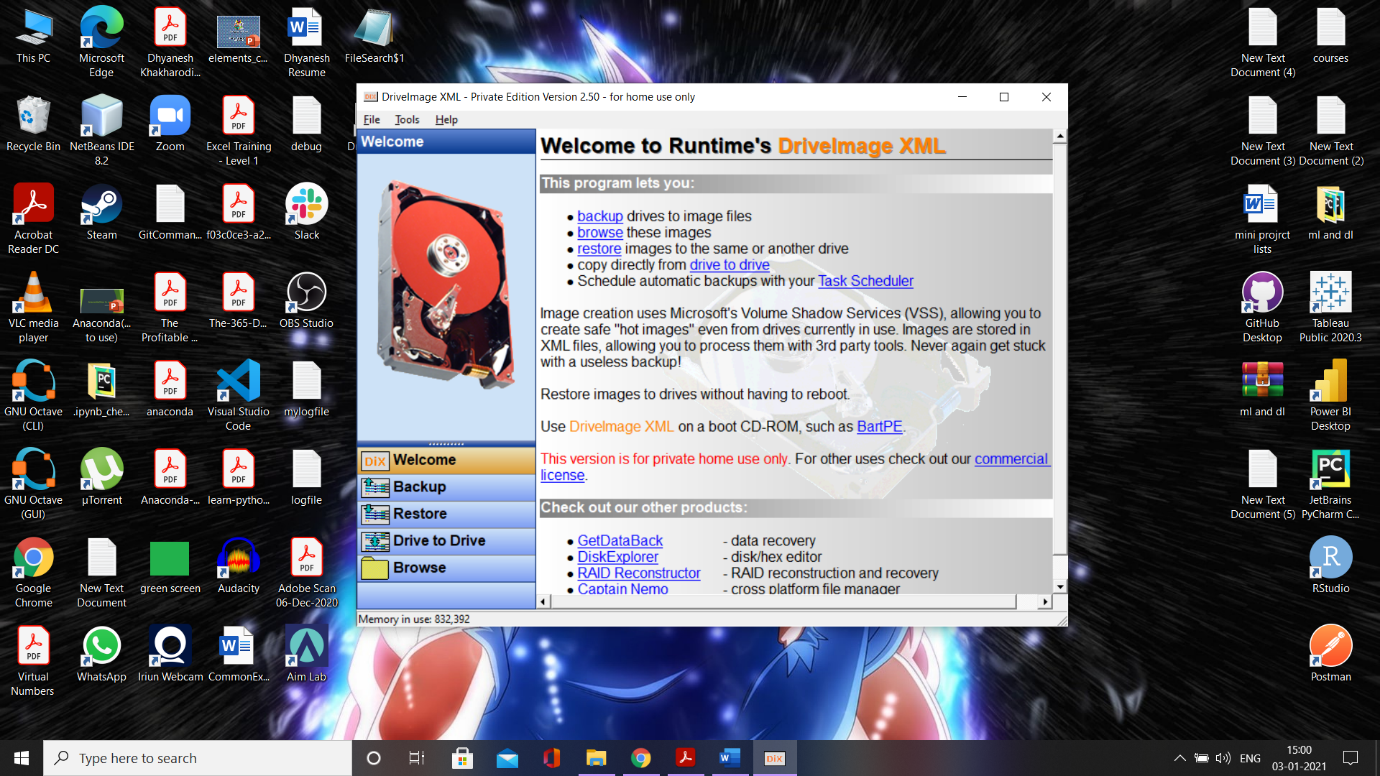 This PC
Microsoft
Edge
Dhyanesh
Khakharodi...
elements_c...
Dhyanesh
Resume
FileSearch$1
Recycle Bin
NetBeans IDE
8.2
Zoom
Excel Training
- Level 1
debug
Acrobat
Reader DC
Steam
GitComman...
f03c0ce3-a2...
Slack
VLC media
player
Anaconda(...
to use)
The
Profitable ...
The-365-D...
OBS Studio
GNU Octave
(CLI)
.ipynb_che...
anaconda
Visual Studio
Code
mylogfile
GNU Octave
(GUI)
µTorrent
Anaconda-...
learn-pytho...
logfile
Google
Chrome
New Text
Document
green screen
Audacity
Adobe Scan
06-Dec-2020
Virtual
Numbers
WhatsApp
Iriun Webcam
CommonEx...
Aim Lab
DriveImage XML - Private Edition Version 2.50 - for home use only
File Tools Help
Welcome
DiX Welcome
Backup
Restore
Drive to Drive
Browse
Memory in use: 832,392
Welcome to Runtime's DriveImage XML
This program lets you:
● backup drives to image files
● browse these images
● restore images to the same or another drive
● copy directly from drive to drive
● Schedule automatic backups with your Task Scheduler
Image creation uses Microsoft's Volume Shadow Services (VSS), allowing you to
create safe "hot images" even from drives currently in use. Images are stored in
XML files, allowing you to process them with 3rd party tools. Never again get stuck
with a useless backup!
Restore images to drives without having to reboot.
Use DriveImage XML on a boot CD-ROM, such as BartPE.
This version is for private home use only. For other uses check out our commercial
license.
Check out our other products:
● GetDataBack - data recovery
● DiskExplorer - disk/hex editor
● RAID Reconstructor - RAID reconstruction and recovery
● Captain Nemo - cross platform file manager
New Text
Document (4)
courses
New Text
Document (3)
New Text
Document (2)
mini projrct
lists
ml and dl
GitHub
Desktop
Tableau
Public 2020.3
ml and dl
Power BI
Desktop
New Text
Document (5)
JetBrains
PyCharm C...
RStudio
Postman
Type here to search
DiX
ENG
15:00
03-01-2021